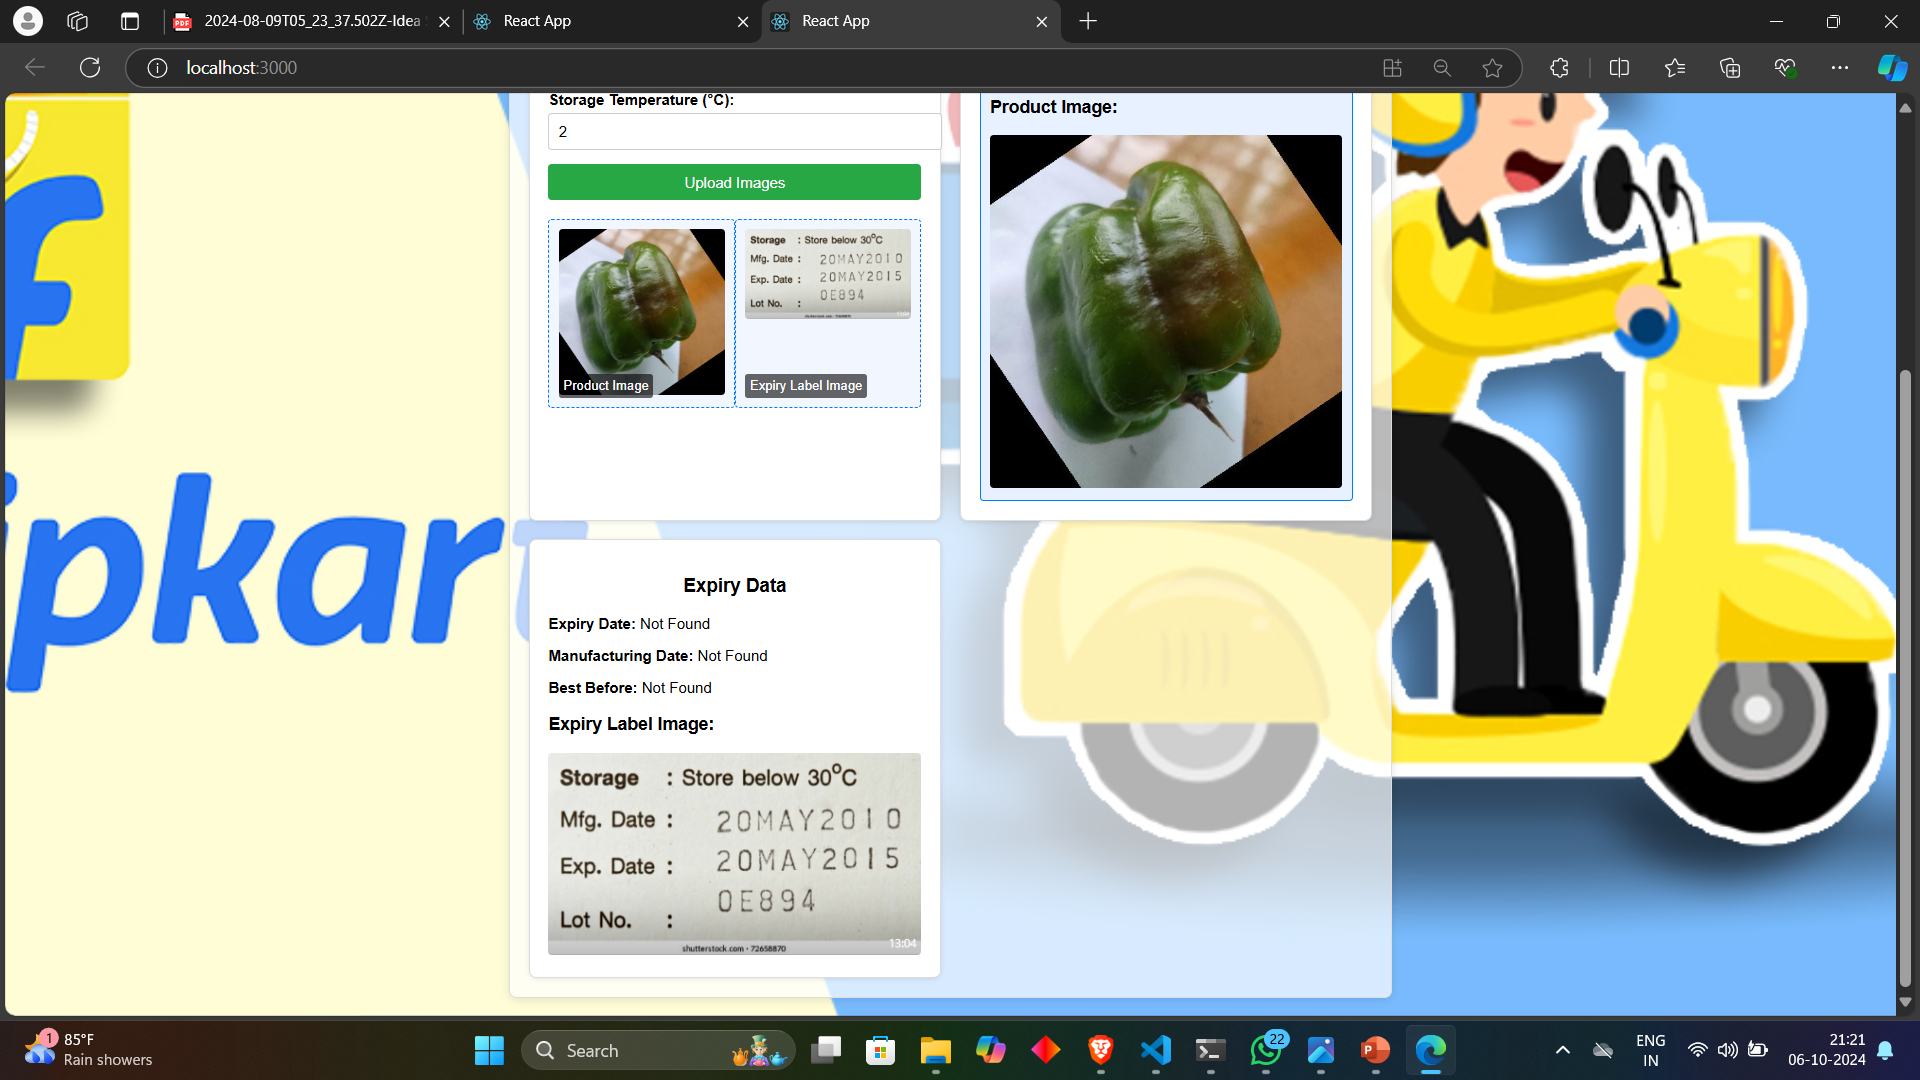 2024-08-09T05_23_37.502Z-Idea
React App
React App
localhost:3000
Storage Temperature (°C):
2
Upload Images
Storage : Store below 30°C
Mfg. Date : 20MAY2010
Exp. Date : 20MAY2015
0E894
Lot No. :
Product Image
Expiry Label Image
Product Image:
f
ipkart
Expiry Data
Expiry Date: Not Found
Manufacturing Date: Not Found
Best Before: Not Found
Expiry Label Image:
Storage : Store below 30°C
Mfg. Date : 20MAY2010
Exp. Date : 20MAY2015
0E894
Lot No. :
shutterstock.com • 72658870
13:04
1
85°F
Rain showers
Search
22
ENG
IN
21:21
06-10-2024